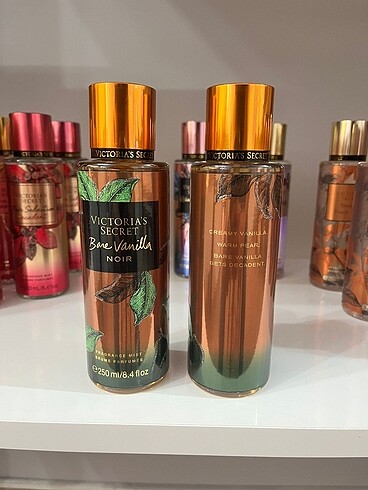 VICTORIA'S SECRET
VICTORIA'S
SECRET
Bare Vanilla
NOIR
FRAGRANCE MIST
BRUME PARFUMÉE
℮250 ml/8.4 fl oz
VICTORIA'S SECRET
CREAMY VANILLA.
WARM PEAR.
BARE VANILLA
GETS DECADENT.